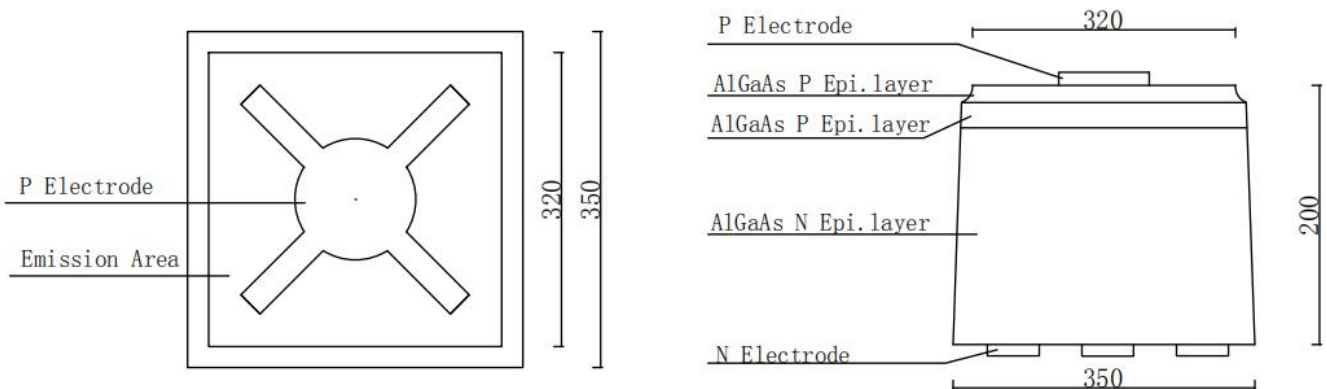 P Electrode
Emission Area
320
350
320
P Electrode
AlGaAs P Epi.layer
AlGaAs P Epi.layer
AlGaAs N Epi.layer
N Electrode
200
350